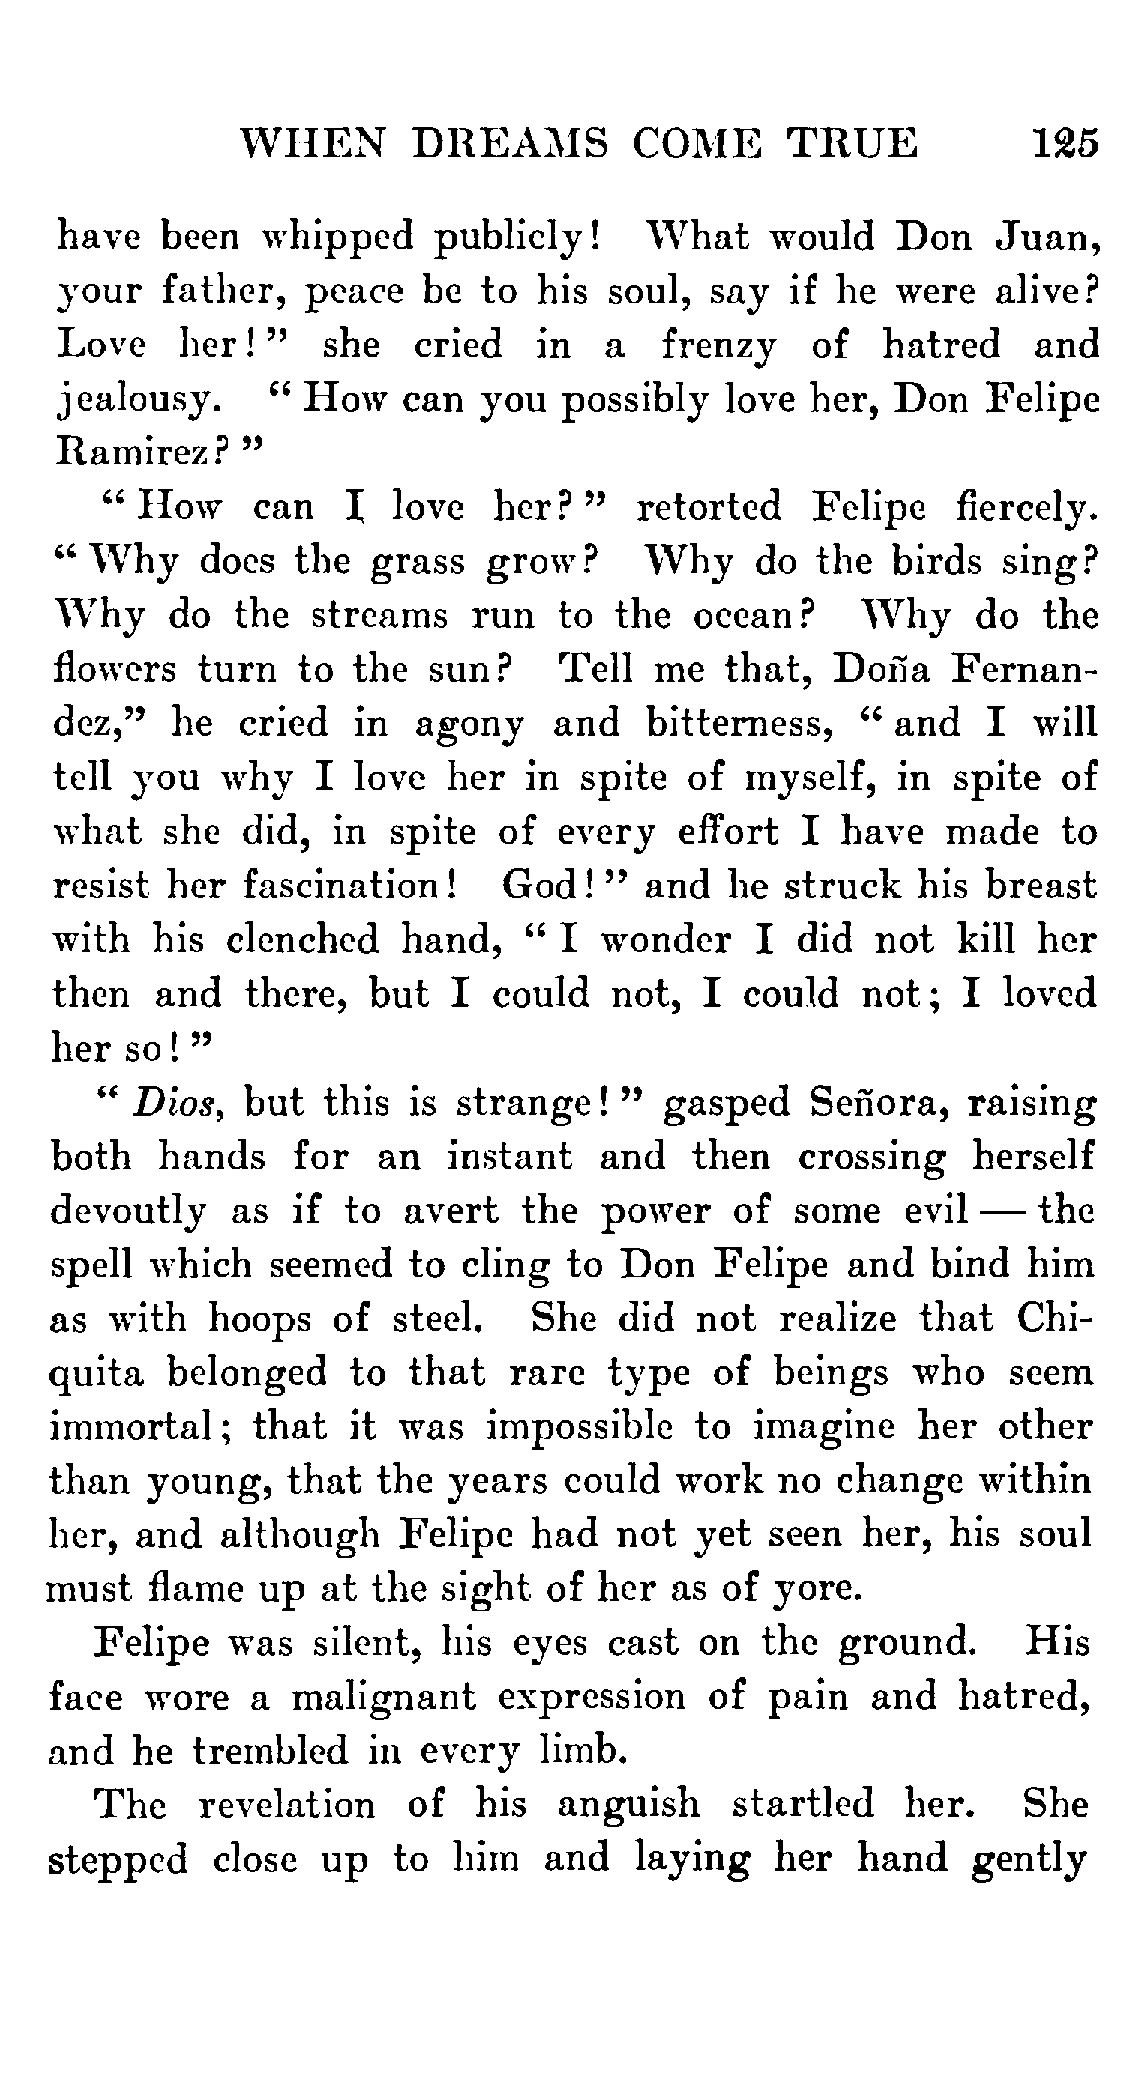 WHEN DREAMS COME TRUE 125
have been whipped publicly! What would Don Juan,
your father, peace be to his soul, say if he were alive?
Love her!" she cried in a frenzy of hatred and
jealousy. "How can you possibly love her, Don Felipe
Ramirez?"
"How can I love her?" retorted Felipe fiercely.
"Why does the grass grow? Why do the birds sing?
Why do the streams run to the ocean? Why do the
flowers turn to the sun? Tell me that, Doña Fernan-
dez," he cried in agony and bitterness, "and I will
tell you why I love her in spite of myself, in spite of
what she did, in spite of every effort I have made to
resist her fascination! God!" and he struck his breast
with his clenched hand, "I wonder I did not kill her
then and there, but I could not, I could not; I loved
her so!"
"Dios, but this is strange!" gasped Señora, raising
both hands for an instant and then crossing herself
devoutly as if to avert the power of some evil — the
spell which seemed to cling to Don Felipe and bind him
as with hoops of steel. She did not realize that Chi-
quita belonged to that rare type of beings who seem
immortal; that it was impossible to imagine her other
than young, that the years could work no change within
her, and although Felipe had not yet seen her, his soul
must flame up at the sight of her as of yore.
Felipe was silent, his eyes cast on the ground. His
face wore a malignant expression of pain and hatred,
and he trembled in every limb.
The revelation of his anguish startled her. She
stepped close up to him and laying her hand gently